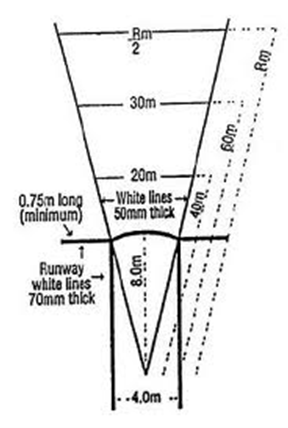 Rm
2
Rm
30m
60m
20m
40m
White lines
50mm thick
0.75m long
(minimum)
Runway
white lines
70mm thick
8.0m
4.0m